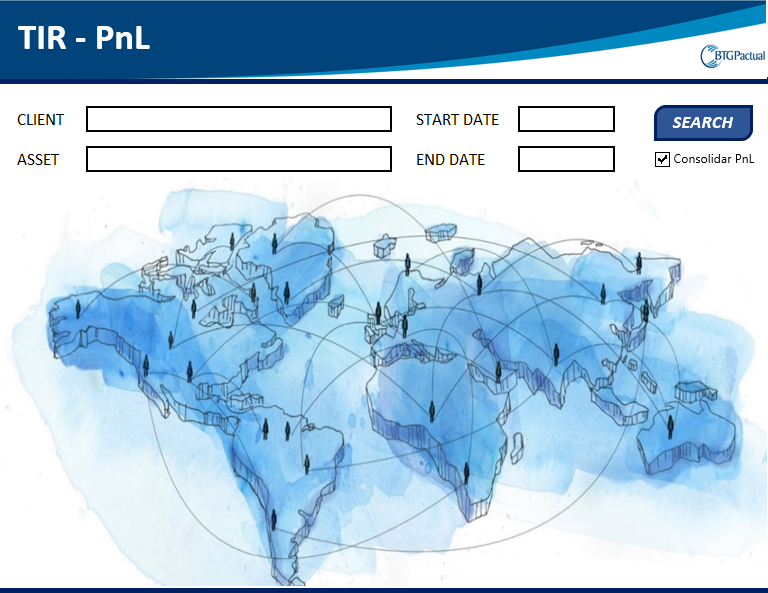 TIR - PnL
BTGPactual
CLIENT
START DATE
SEARCH
ASSET
END DATE
Consolidar PnL